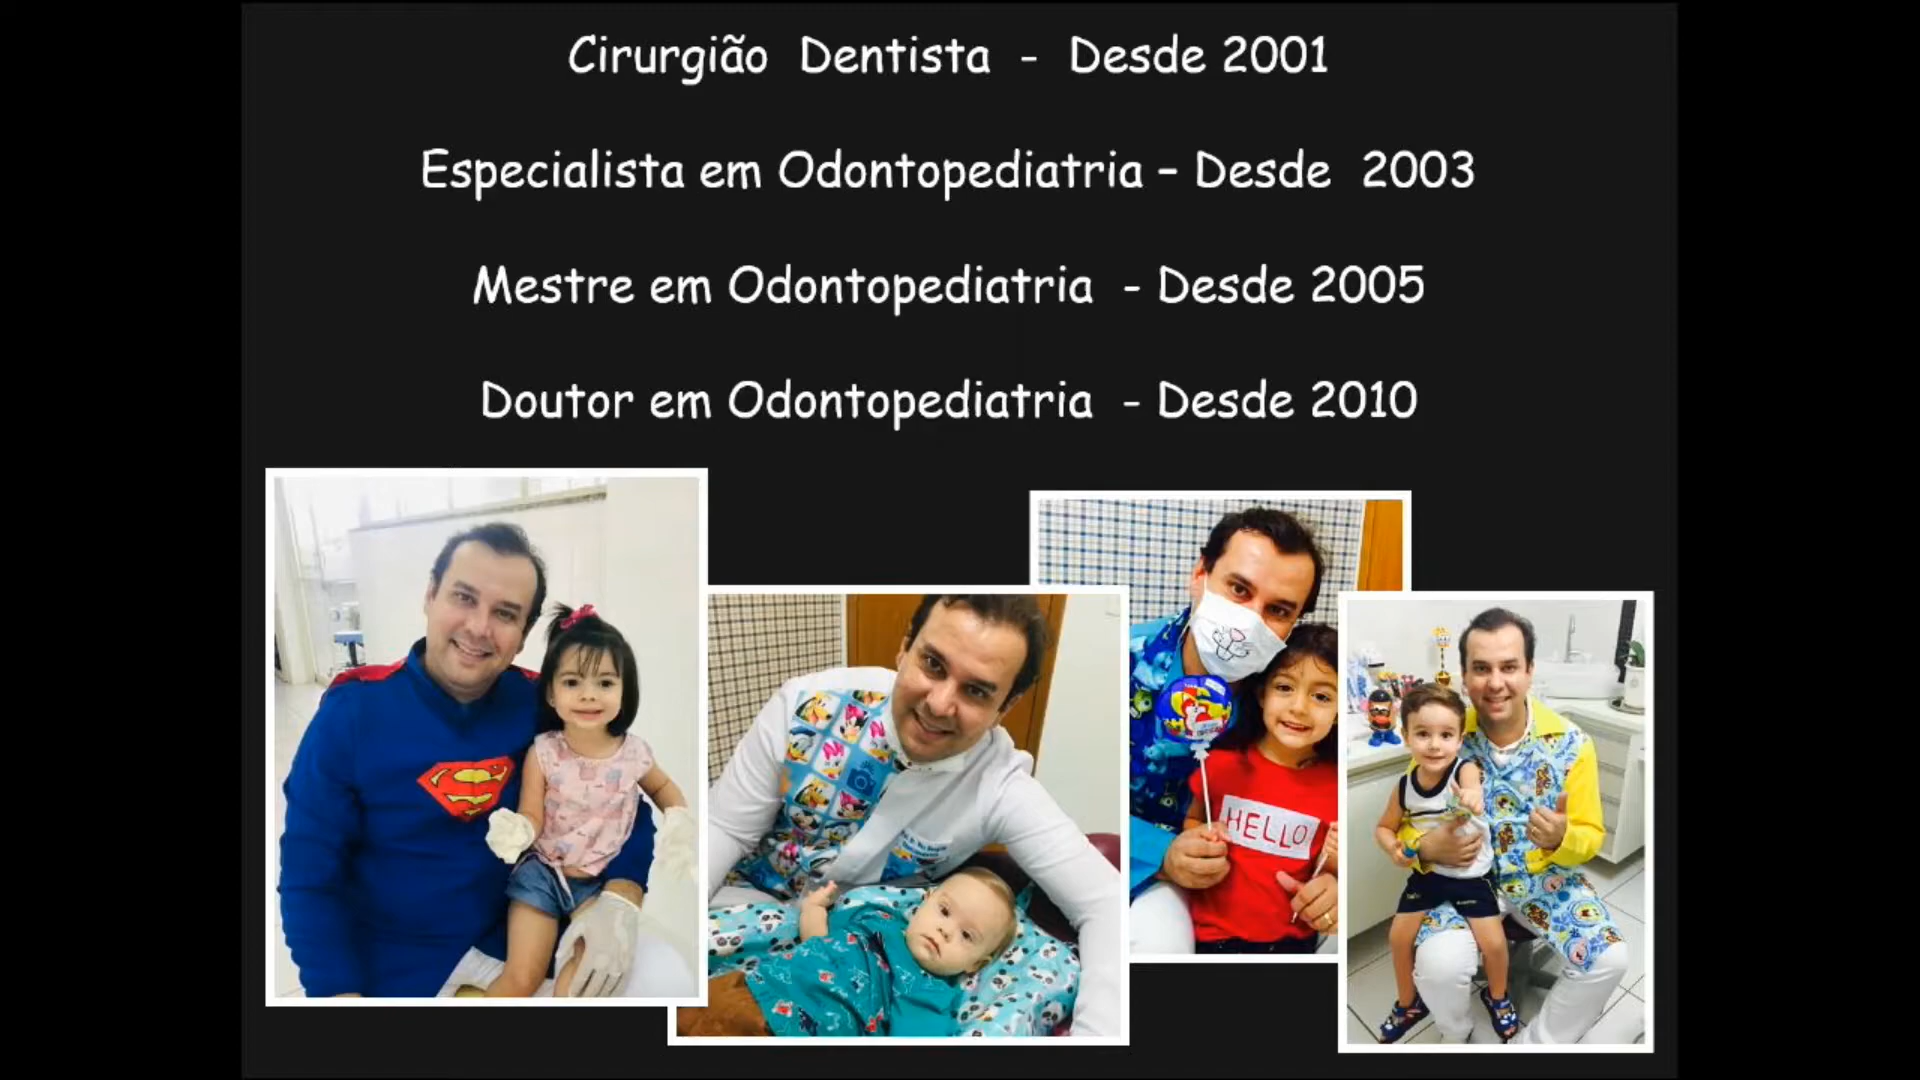 Cirurgião Dentista - Desde 2001
Especialista em Odontopediatria – Desde 2003
Mestre em Odontopediatria - Desde 2005
Doutor em Odontopediatria - Desde 2010
HELLO